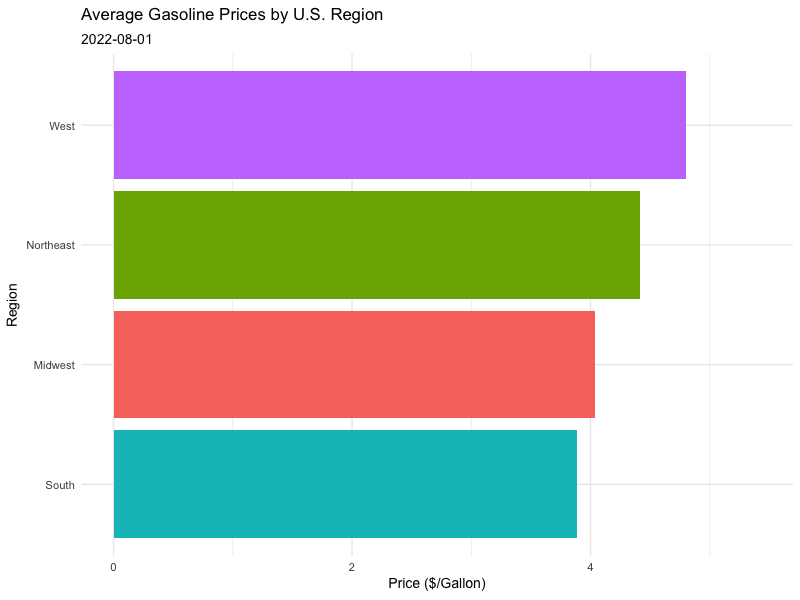 Average Gasoline Prices by U.S. Region
2022-08-01
West
Northeast
Midwest
South
Region
0 2 4
Price ($/Gallon)